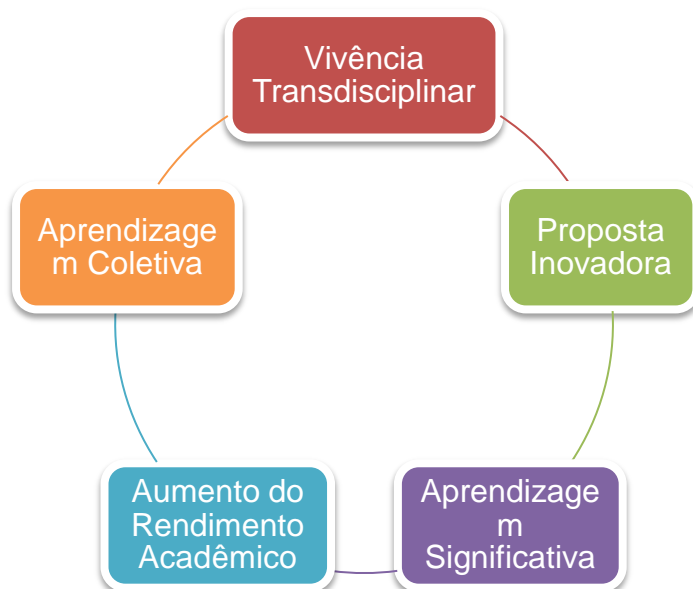 Vivência
Transdisciplinar
Aprendizage
m Coletiva
Proposta
Inovadora
Aumento do
Rendimento
Acadêmico
Aprendizage
m
Significativa